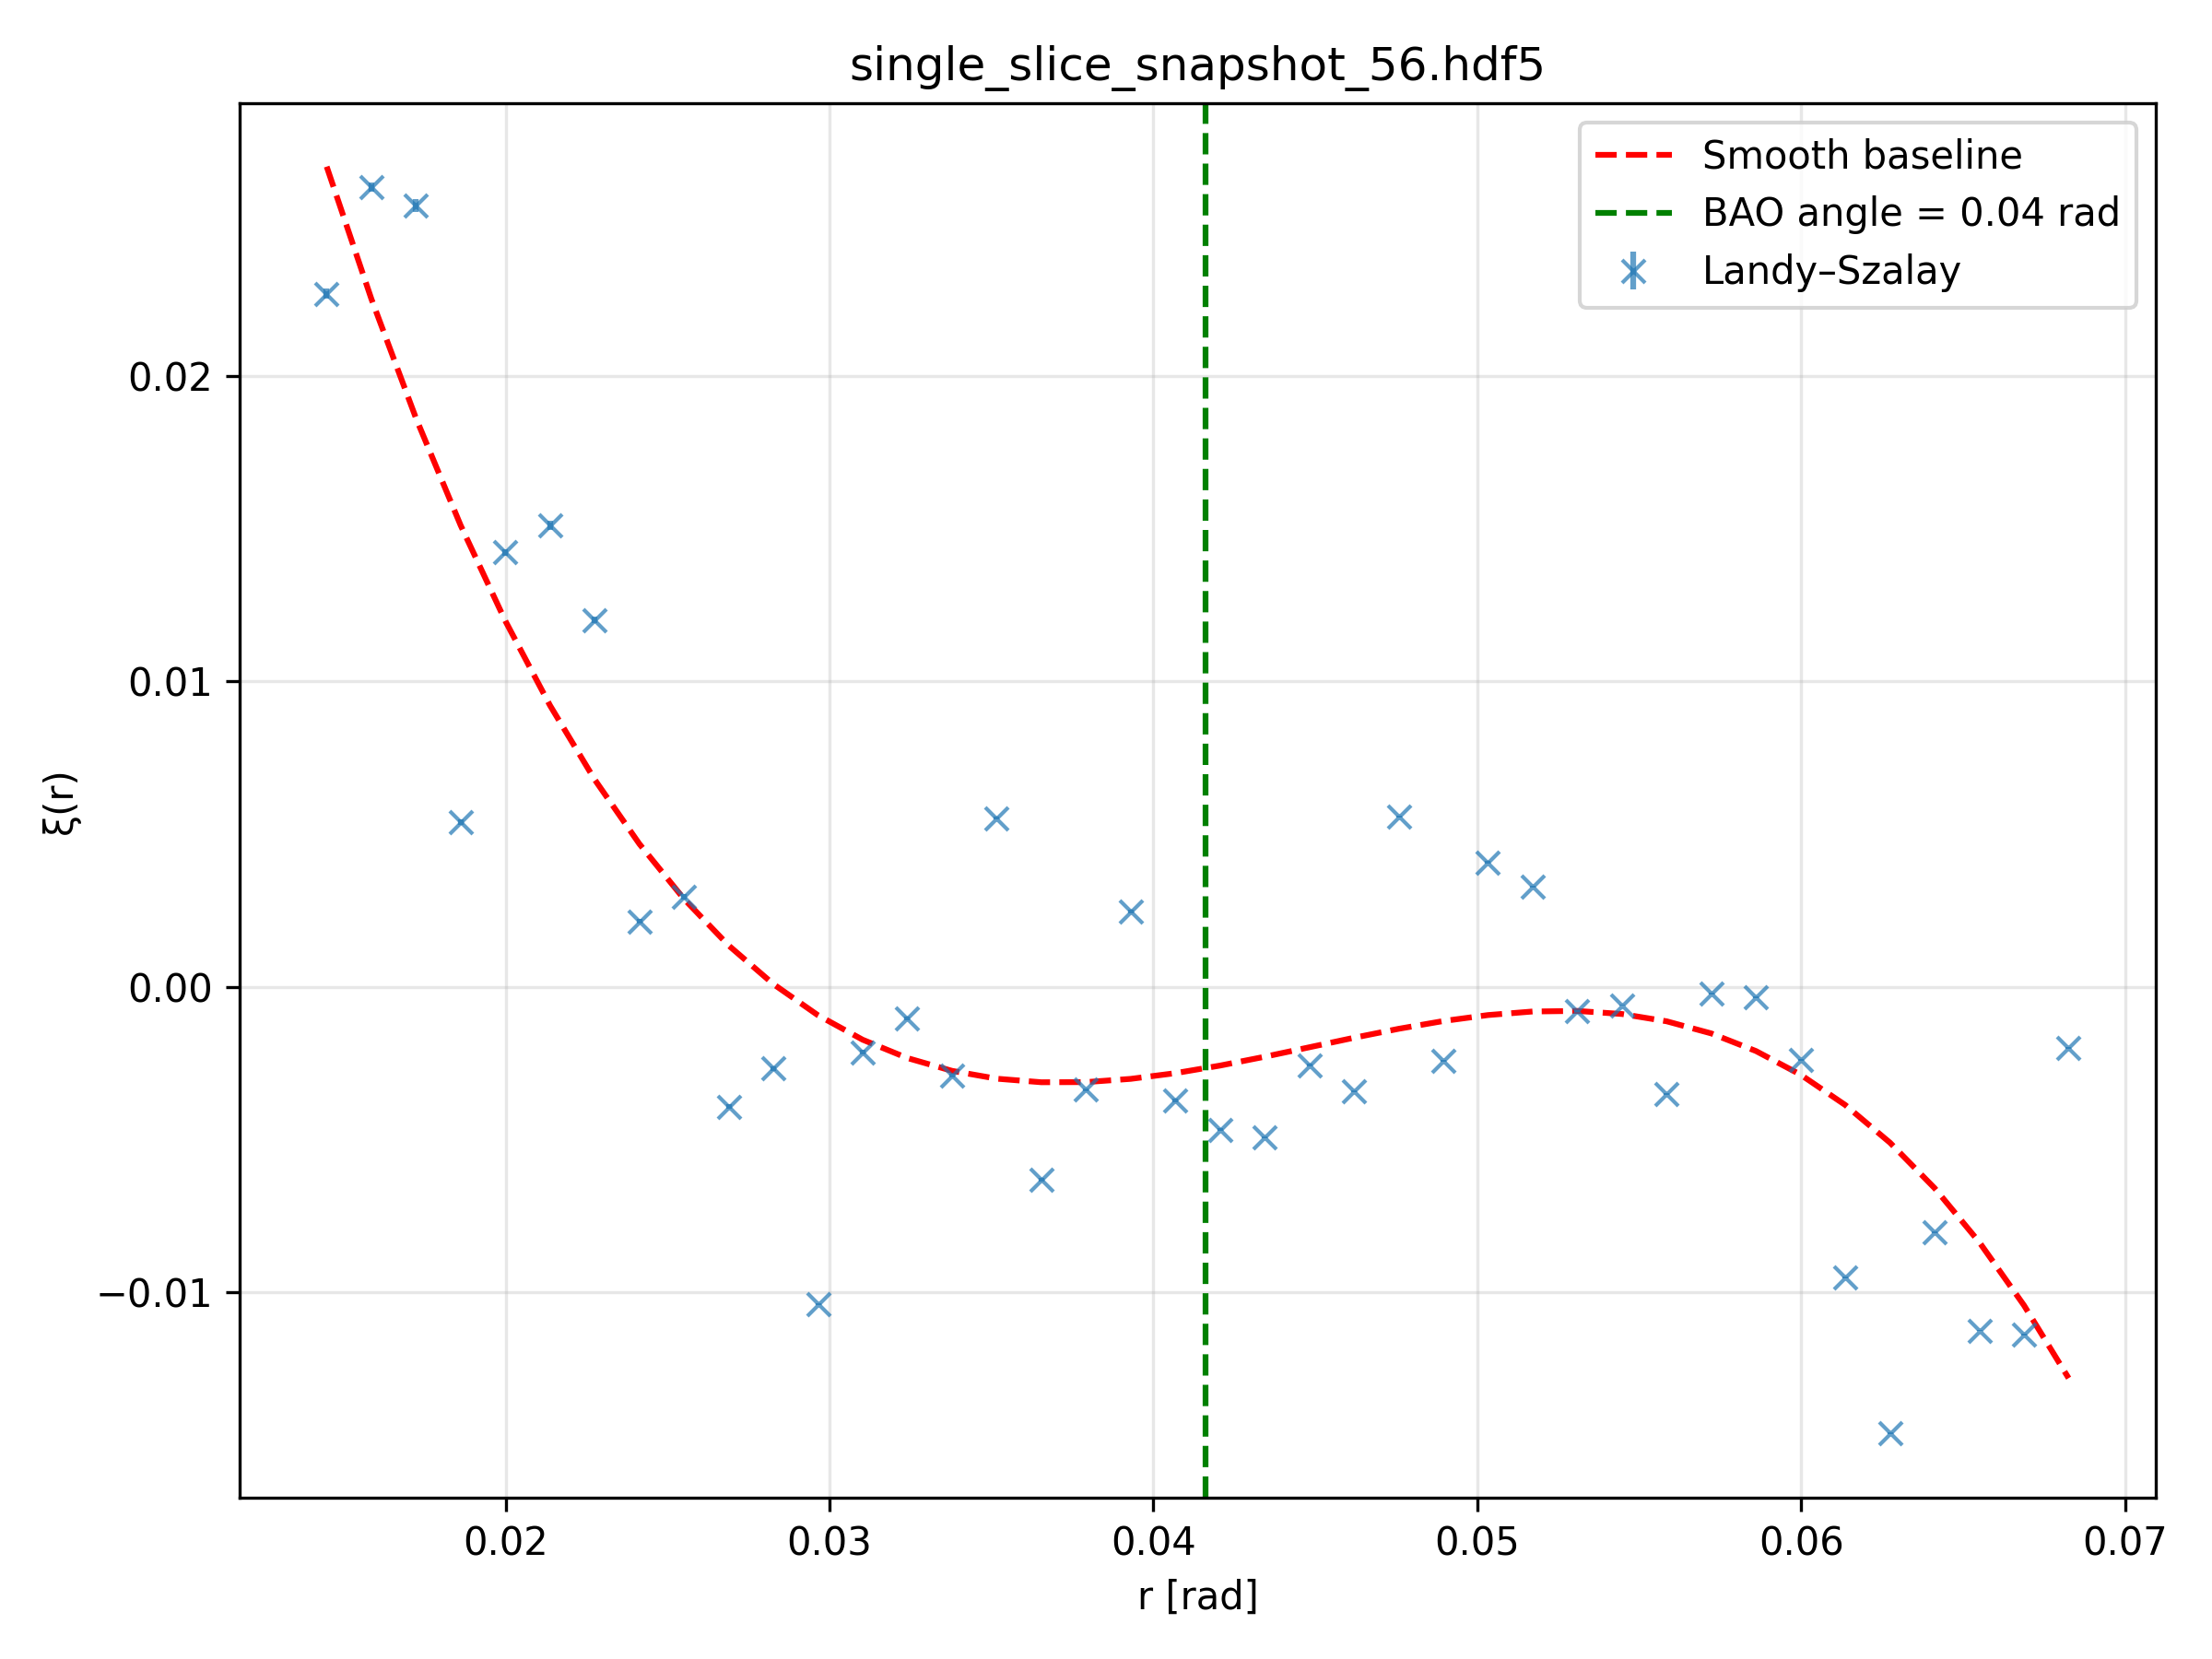 single_slice_snapshot_56.hdf5
Smooth baseline
BAO angle = 0.04 rad
Landy–Szalay
0.02
0.01
0.00
−0.01
ξ(r)
0.02 0.03 0.04 0.05 0.06 0.07
r [rad]